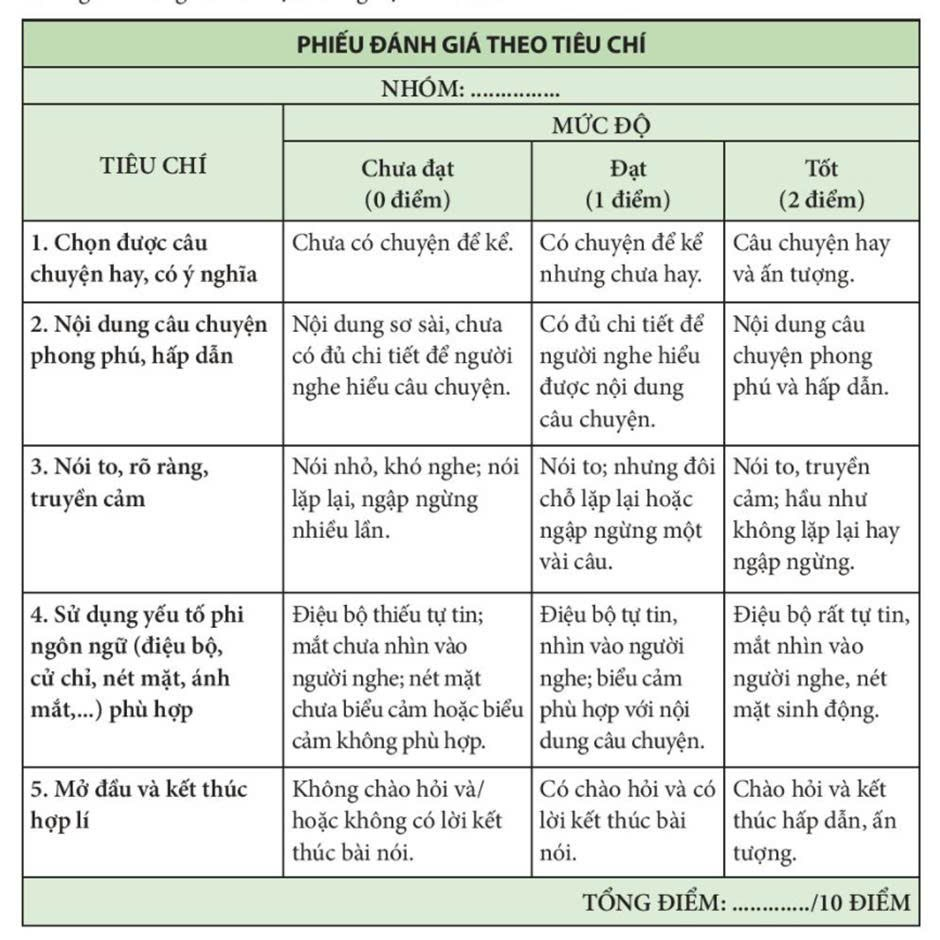 PHIẾU ĐÁNH GIÁ THEO TIÊU CHÍ
NHÓM: ...............
TIÊU CHÍ
MỨC ĐỘ
Chưa đạt
(0 điểm)
Đạt
(1 điểm)
Tốt
(2 điểm)
1. Chọn được câu
chuyện hay, có ý nghĩa
Chưa có chuyện để kể.
Có chuyện để kể
nhưng chưa hay.
Câu chuyện hay
và ấn tượng.
2. Nội dung câu chuyện
phong phú, hấp dẫn
Nội dung sơ sài, chưa
có đủ chi tiết để người
nghe hiểu câu chuyện.
Có đủ chi tiết để
người nghe hiểu
được nội dung
câu chuyện.
Nội dung câu
chuyện phong
phú và hấp dẫn.
3. Nói to, rõ ràng,
truyền cảm
Nói nhỏ, khó nghe; nói
lặp lại, ngập ngừng
nhiều lần.
Nói to; nhưng đôi
chỗ lặp lại hoặc
ngập ngừng một
vài câu.
Nói to, truyền
cảm; hầu như
không lặp lại hay
ngập ngừng.
4. Sử dụng yếu tố phi
ngôn ngữ (điệu bộ,
cử chỉ, nét mặt, ánh
mắt,...) phù hợp
Điệu bộ thiếu tự tin;
mắt chưa nhìn vào
người nghe; nét mặt
chưa biểu cảm hoặc biểu
cảm không phù hợp.
Điệu bộ tự tin,
nhìn vào người
nghe; biểu cảm
phù hợp với nội
dung câu chuyện.
Điệu bộ rất tự tin,
mắt nhìn vào
người nghe, nét
mặt sinh động.
5. Mở đầu và kết thúc
hợp lí
Không chào hỏi và/
hoặc không có lời kết
thúc bài nói.
Có chào hỏi và có
lời kết thúc bài
nói.
Chào hỏi và kết
thúc hấp dẫn, ấn
tượng.
TỔNG ĐIỂM: ............./10 ĐIỂM